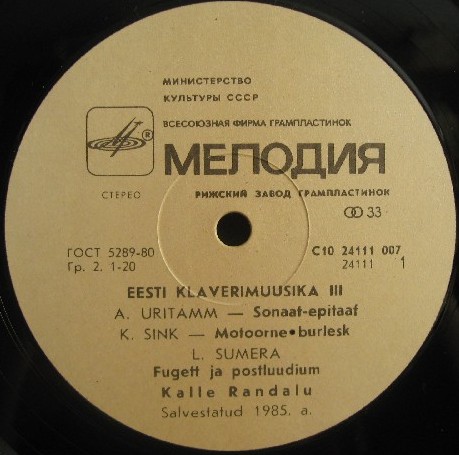 МИНИСТЕРСТВО
КУЛЬТУРЫ СССР
ВСЕСОЮЗНАЯ ФИРМА ГРАМПЛАСТИНОК
®
МЕЛОДИЯ
СТЕРЕО
РИЖСКИЙ ЗАВОД ГРАМПЛАСТИНОК
33
ГОСТ 5289-80
С10 24111 007
Гр. 2. 1-20
24111 1
EESTI KLAVERIMUUSIKA III
A. URITAMM — Sonaat-epitaaf
K. SINK — Motoorne•burlesk
L. SUMERA
Fugett ja postluudium
Kalle Randalu
Salvestatud 1985. a.